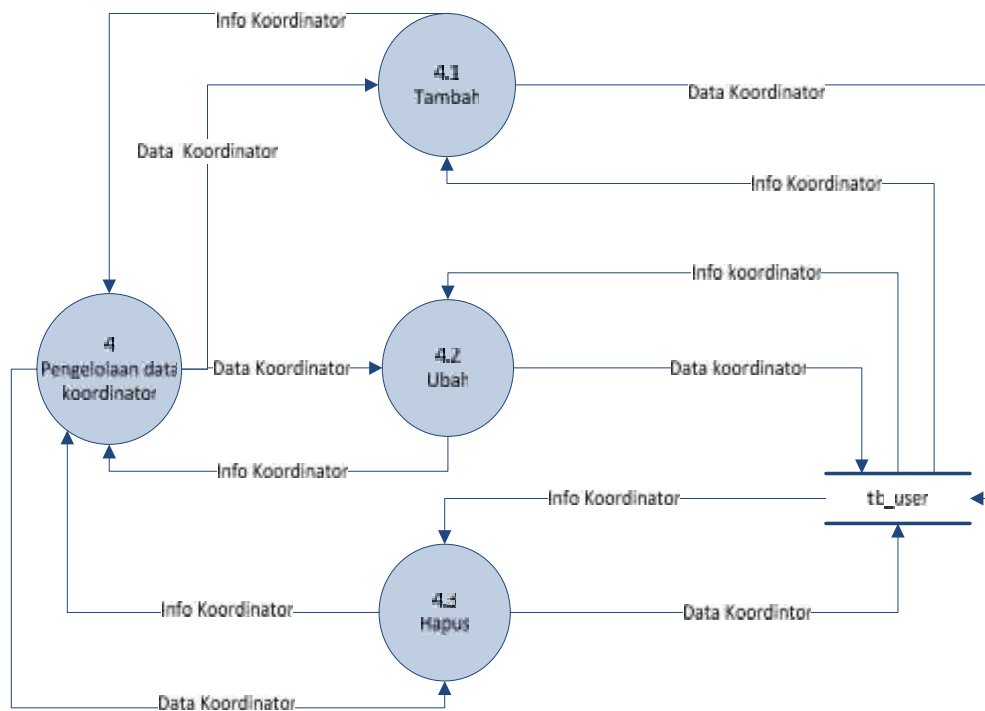 Info Koordinator
4.1
Tambah
Data Koordinator
Data Koordinator
Info Koordinator
Info koordinator
4
Pengelolaan data
koordinator
Data Koordinator
4.2
Ubah
Data koordinator
Info Koordinator
Info Koordinator
tb_user
Info Koordinator
4.3
Hapus
Data Koordintor
Data Koordinator